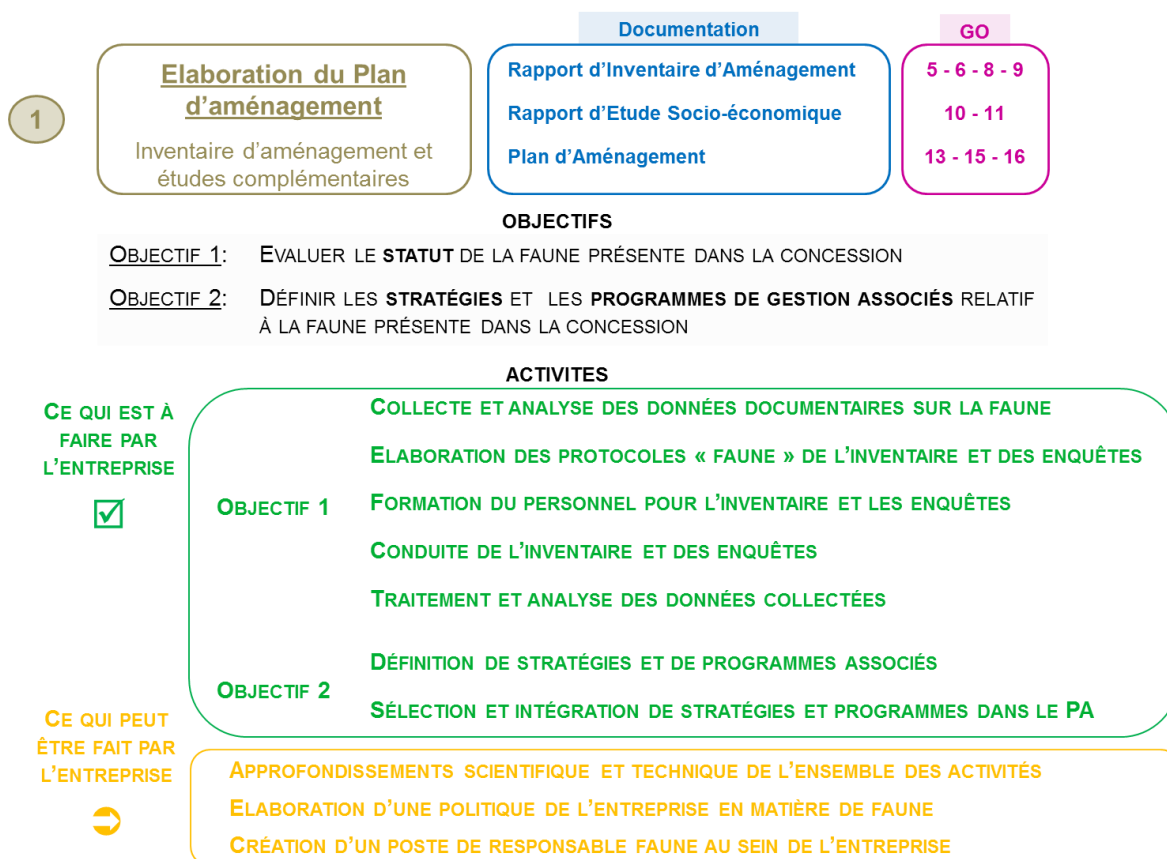 Documentation
GO
1
Elaboration du Plan
d'aménagement
Inventaire d'aménagement et
études complémentaires
Rapport d'Inventaire d'Aménagement
5 - 6 - 8 - 9
Rapport d'Etude Socio-économique
10 - 11
Plan d'Aménagement
13 - 15 - 16
OBJECTIFS
OBJECTIF 1: EVALUER LE STATUT DE LA FAUNE PRÉSENTE DANS LA CONCESSION
OBJECTIF 2: DÉFINIR LES STRATÉGIES ET LES PROGRAMMES DE GESTION ASSOCIÉS RELATIF
À LA FAUNE PRÉSENTE DANS LA CONCESSION
ACTIVITES
CE QUI EST À
FAIRE PAR
L'ENTREPRISE
OBJECTIF 1
COLLECTE ET ANALYSE DES DONNÉES DOCUMENTAIRES SUR LA FAUNE
ELABORATION DES PROTOCOLES « FAUNE » DE L'INVENTAIRE ET DES ENQUÊTES
FORMATION DU PERSONNEL POUR L'INVENTAIRE ET LES ENQUÊTES
CONDUITE DE L'INVENTAIRE ET DES ENQUÊTES
TRAITEMENT ET ANALYSE DES DONNÉES COLLECTÉES
OBJECTIF 2
DÉFINITION DE STRATÉGIES ET DE PROGRAMMES ASSOCIÉS
SÉLECTION ET INTÉGRATION DE STRATÉGIES ET PROGRAMMES DANS LE PA
CE QUI PEUT
ÊTRE FAIT PAR
L'ENTREPRISE
APPROFONDISSEMENTS SCIENTIFIQUE ET TECHNIQUE DE L'ENSEMBLE DES ACTIVITÉS
ELABORATION D'UNE POLITIQUE DE L'ENTREPRISE EN MATIÈRE DE FAUNE
CRÉATION D'UN POSTE DE RESPONSABLE FAUNE AU SEIN DE L'ENTREPRISE